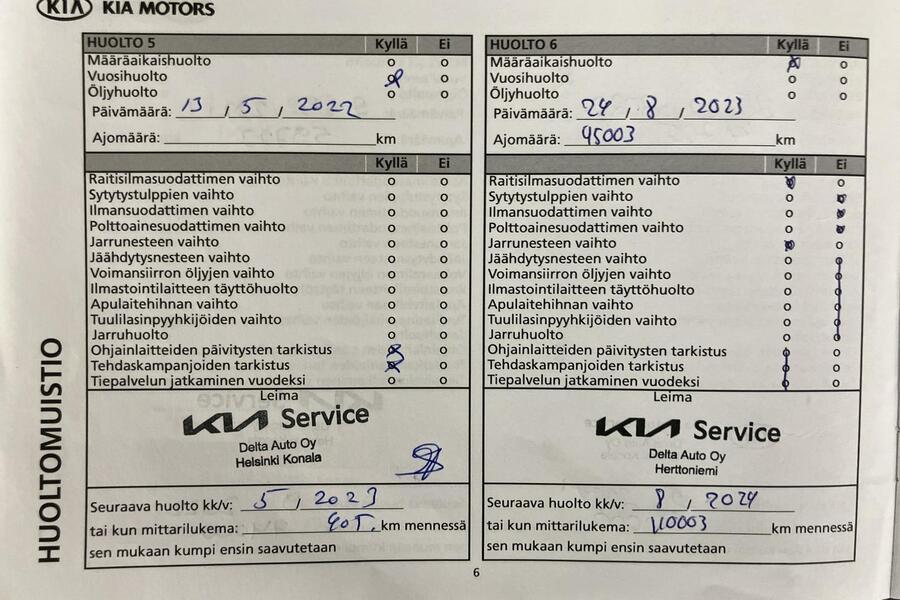 KIA KIA MOTORS
HUOLTOMUISTIO
HUOLTO 5 Kyllä Ei
Määräaikaishuolto o o
Vuosihuolto o
Öljyhuolto o o
Päivämäärä: 13 / 5 / 2022
Ajomäärä: km
Kyllä Ei
Raitisilmasuodattimen vaihto o o
Sytytystulppien vaihto o o
Ilmansuodattimen vaihto o o
Polttoainesuodattimen vaihto o o
Jarrunesteen vaihto o o
Jäähdytysnesteen vaihto o o
Voimansiirron öljyjen vaihto o o
Ilmastointilaitteen täyttöhuolto o o
Apulaitehihnan vaihto o o
Tuulilasinpyyhkijöiden vaihto o o
Jarruhuolto o o
Ohjainlaitteiden päivitysten tarkistus o
Tehdaskampanjoiden tarkistus o
Tiepalvelun jatkaminen vuodeksi o o
Leima
KIA Service
Delta Auto Oy
Helsinki Konala
Seuraava huolto kk/v: 5 / 2023
tai kun mittarilukema: km mennessä
sen mukaan kumpi ensin saavutetaan
HUOLTO 6 Kyllä Ei
Määräaikaishuolto o
Vuosihuolto o o
Öljyhuolto o o
Päivämäärä: 24 / 8 / 2023
Ajomäärä: 95003 km
Kyllä Ei
Raitisilmasuodattimen vaihto o
Sytytystulppien vaihto o
Ilmansuodattimen vaihto o
Polttoainesuodattimen vaihto o
Jarrunesteen vaihto o
Jäähdytysnesteen vaihto o o
Voimansiirron öljyjen vaihto o o
Ilmastointilaitteen täyttöhuolto o o
Apulaitehihnan vaihto o o
Tuulilasinpyyhkijöiden vaihto o o
Jarruhuolto o o
Ohjainlaitteiden päivitysten tarkistus o o
Tehdaskampanjoiden tarkistus o o
Tiepalvelun jatkaminen vuodeksi o o
Leima
KIA Service
Delta Auto Oy
Herttoniemi
Seuraava huolto kk/v: 8 / 2024
tai kun mittarilukema: 110003 km mennessä
sen mukaan kumpi ensin saavutetaan
6